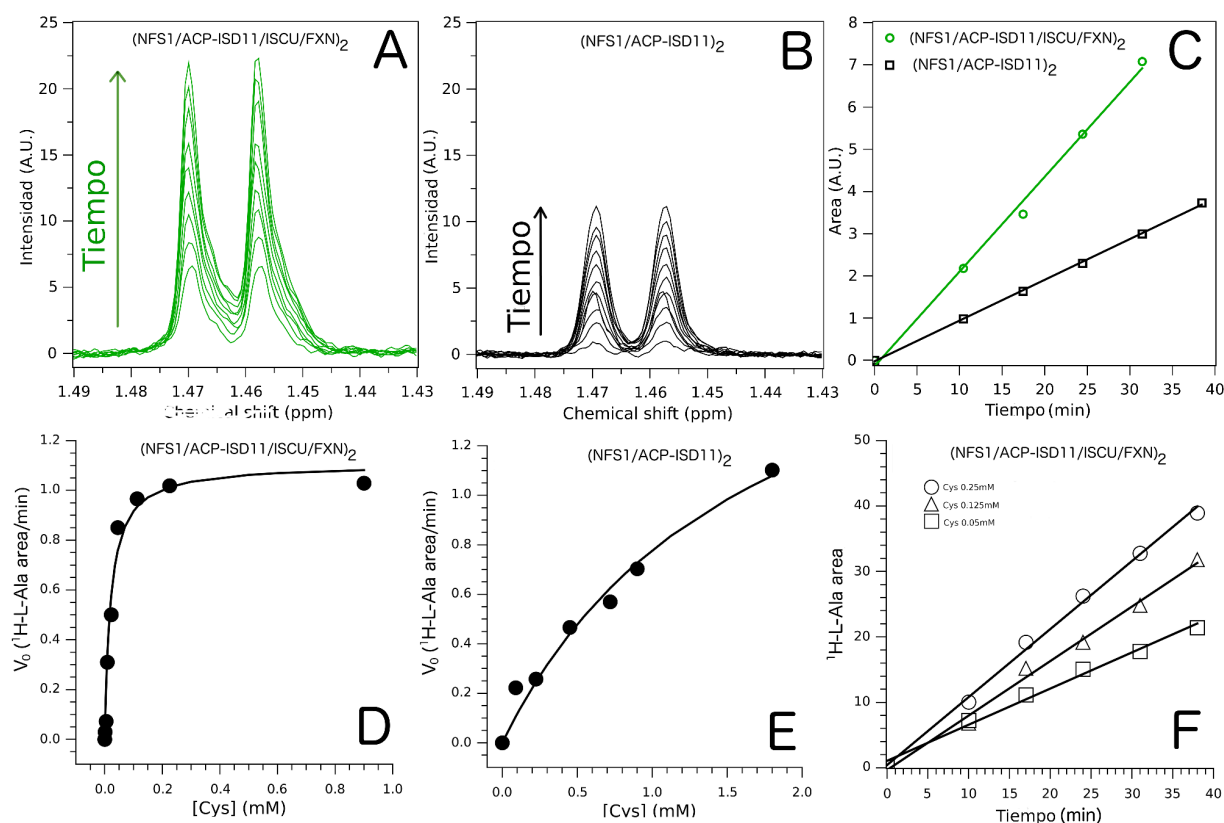 (NFS1/ACP-ISD11/ISCU/FXN)2
A
Intensidad (A.U.)
25
20
15
10
5
0
Tiempo
1.49
1.48
1.47
1.46
1.45
1.44
1.43
Chemical shift (ppm)
(NFS1/ACP-ISD11)2
B
Intensidad (A.U.)
25
20
15
10
5
0
Tiempo
1.49
1.48
1.47
1.46
1.45
1.44
1.43
Chemical shift (ppm)
(NFS1/ACP-ISD11/ISCU/FXN)2
(NFS1/ACP-ISD11)2
C
Area (A.U.)
8
7
6
5
4
3
2
1
0
0
10
20
30
40
Tiempo (min)
(NFS1/ACP-ISD11/ISCU/FXN)2
D
V0 (1H-L-Ala area/min)
1.2
1.0
0.8
0.6
0.4
0.2
0.0
0.0
0.2
0.4
0.6
0.8
1.0
[Cys] (mM)
(NFS1/ACP-ISD11)2
E
V0 (1H-L-Ala area/min)
1.2
1.0
0.8
0.6
0.4
0.2
0.0
0.0
0.5
1.0
1.5
2.0
[Cys] (mM)
(NFS1/ACP-ISD11/ISCU/FXN)2
Cys 0.25mM
Cys 0.125mM
Cys 0.05mM
F
1H-L-Ala area
50
40
30
20
10
0
0
10
20
30
40
Tiempo (min)